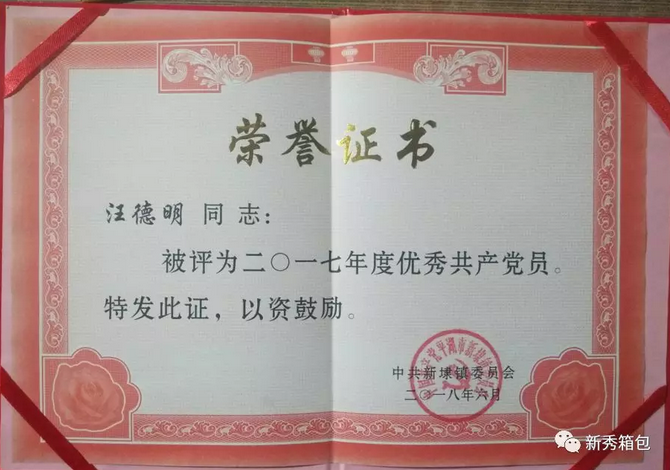 荣誉证书
汪德明 同志：
被评为二〇一七年度优秀共产党员。
特发此证，以资鼓励。
中共新埭镇委员会
二〇一八年六月
新秀箱包